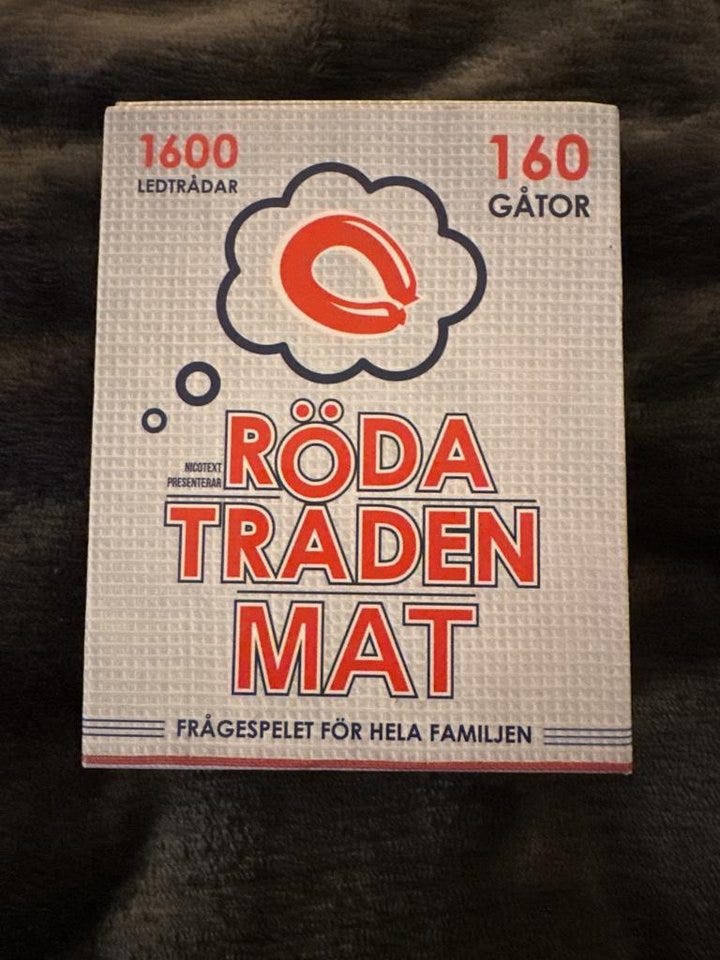 1600
LEDTRÅDAR
160
GÅTOR
NICOTEXT
PRESENTERAR
RÖDA
TRÅDEN
MAT
FRÅGESPELET FÖR HELA FAMILJEN